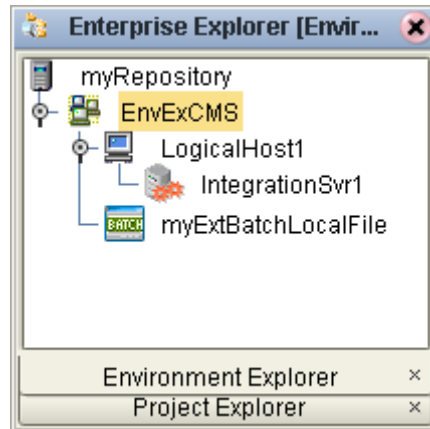 Enterprise Explorer [Envir...
myRepository
EnvExCMS
LogicalHost1
IntegrationSvr1
BATCH myExtBatchLocalFile
Environment Explorer
Project Explorer